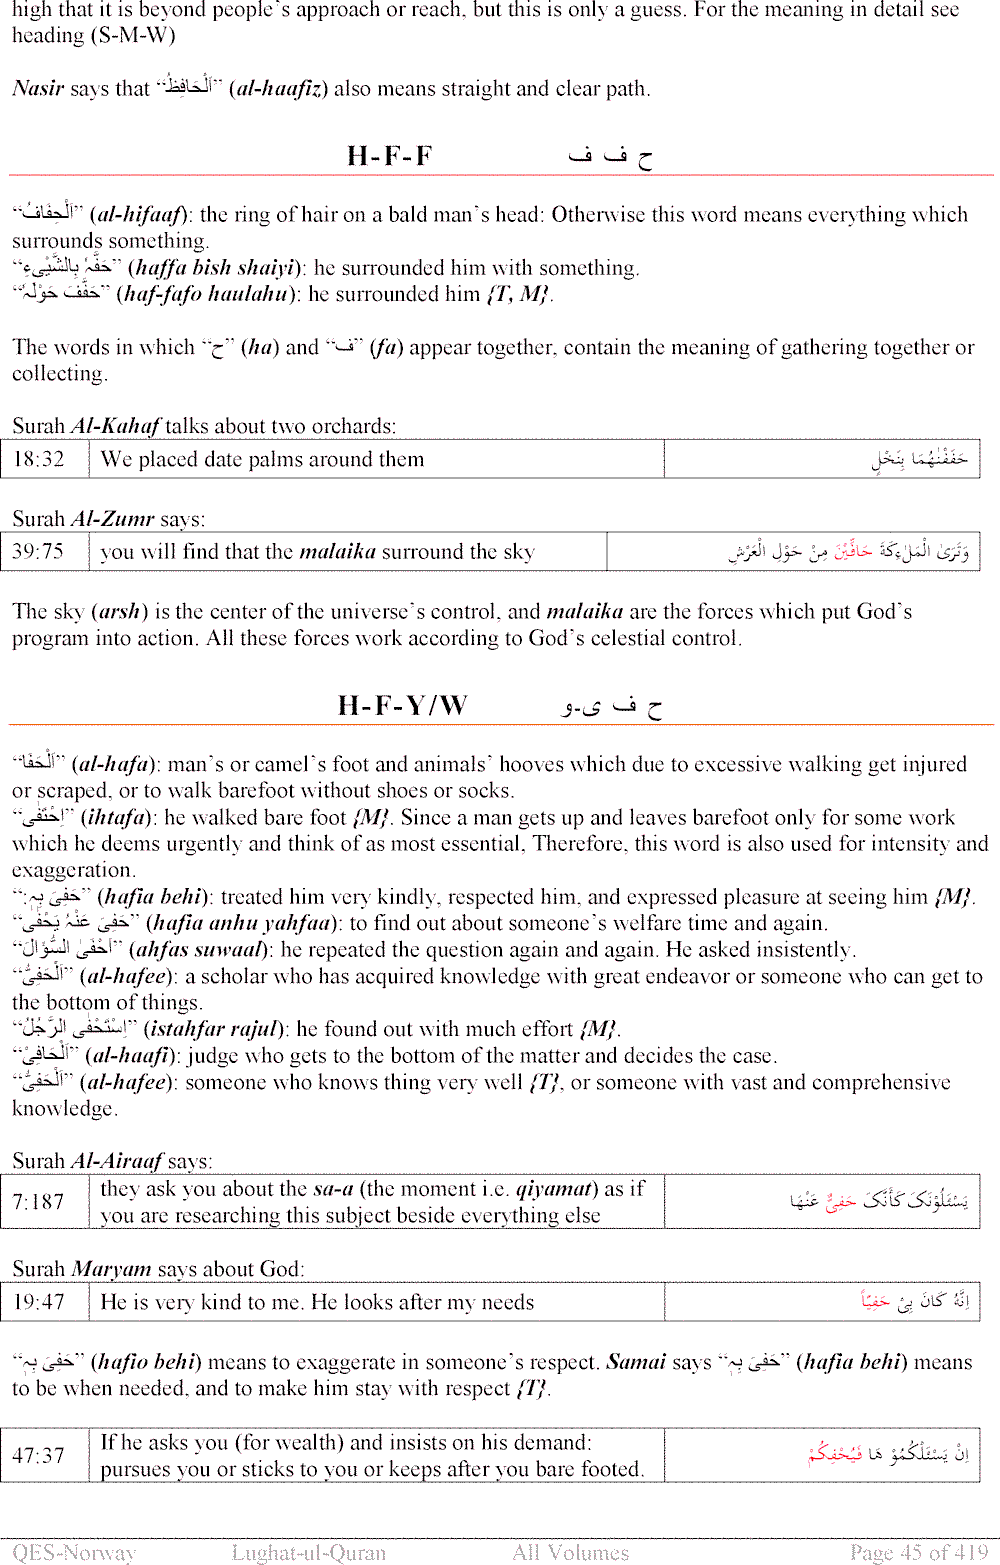 high that it is beyond people's approach or reach, but this is only a guess. For the meaning in detail see
heading (S-M-W)
Nasir says that “اَلْحَافِظُ” (al-haafiz) also means straight and clear path.
H-F-F ح ف ف
“اَلْحِفَافُ” (al-hifaaf): the ring of hair on a bald man's head: Otherwise this word means everything which
surrounds something.
“حَفَّہٗ بِالشَّیْیءِ” (haffa bish shaiyi): he surrounded him with something.
“حَفَّفَ حَوْلَہٗ” (haf-fafo haulahu): he surrounded him {T, M}.
The words in which “ح” (ha) and “ف” (fa) appear together, contain the meaning of gathering together or
collecting.
Surah Al-Kahaf talks about two orchards:
18:32 We placed date palms around them حَفَفْنٰهُمَا بِنَخْلٍ
Surah Al-Zumr says:
39:75 you will find that the malaika surround the sky وَتَرَیٰ الْمَلٰءِکَةَ حَافِّيْنَ مِنْ حَوْلِ الْعَرْشِ
The sky (arsh) is the center of the universe's control, and malaika are the forces which put God's
program into action. All these forces work according to God's celestial control.
H-F-Y/W ح ف ی-و
“اَلْحَفَا” (al-hafa): man's or camel's foot and animals' hooves which due to excessive walking get injured
or scraped, or to walk barefoot without shoes or socks.
“اِحْتَفٰی” (ihtafa): he walked bare foot {M}. Since a man gets up and leaves barefoot only for some work
which he deems urgently and think of as most essential, Therefore, this word is also used for intensity and
exaggeration.
“حَفِیَ بِہٖ:” (hafia behi): treated him very kindly, respected him, and expressed pleasure at seeing him {M}.
“حَفِیَ عَنْہُ یَحْفٰی” (hafia anhu yahfaa): to find out about someone's welfare time and again.
“اَحْفَیٰ السُّوَّالَ” (ahfas suwaal): he repeated the question again and again. He asked insistently.
“اَلْحَفِیُّ” (al-hafee): a scholar who has acquired knowledge with great endeavor or someone who can get to
the bottom of things.
“اِسْتَحْفٰی الرَّجُلُ” (istahfar rajul): he found out with much effort {M}.
“اَلْحَافِیْ” (al-haafi): judge who gets to the bottom of the matter and decides the case.
“اَلْحَفِیُّ” (al-hafee): someone who knows thing very well {T}, or someone with vast and comprehensive
knowledge.
Surah Al-Airaaf says:
7:187 they ask you about the sa-a (the moment i.e. qiyamat) as if
you are researching this subject beside everything else يَسْئَلُوْنَکَ کَأَنَّکَ حَفِیٌّ عَنْهَا
Surah Maryam says about God:
19:47 He is very kind to me. He looks after my needs اِنَّهُ کَانَ بِیْ حَفِيّاً
“حَفِیَ بِہٖ” (hafio behi) means to exaggerate in someone's respect. Samai says “حَفِیَ بِہٖ” (hafia behi) means
to be when needed, and to make him stay with respect {T}.
47:37 If he asks you (for wealth) and insists on his demand:
pursues you or sticks to you or keeps after you bare footed. اِنْ يَسْئَلْکُمُوْ هَا فَيُحْفِکُمْ
QES-Norway Lughat-ul-Quran All Volumes Page 45 of 419